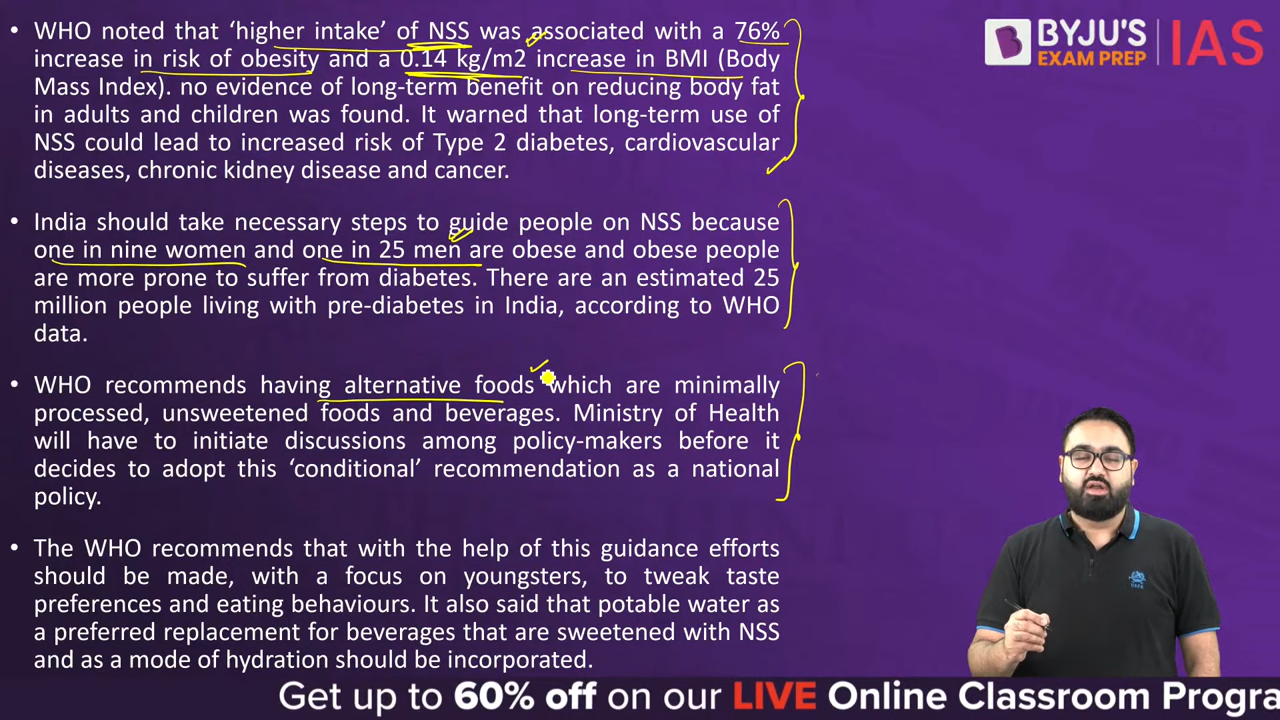 • WHO noted that ‘higher intake’ of NSS was associated with a 76%
increase in risk of obesity and a 0.14 kg/m2 increase in BMI (Body
Mass Index). no evidence of long-term benefit on reducing body fat
in adults and children was found. It warned that long-term use of
NSS could lead to increased risk of Type 2 diabetes, cardiovascular
diseases, chronic kidney disease and cancer.
• India should take necessary steps to guide people on NSS because
one in nine women and one in 25 men are obese and obese people
are more prone to suffer from diabetes. There are an estimated 25
million people living with pre-diabetes in India, according to WHO
data.
• WHO recommends having alternative foods which are minimally
processed, unsweetened foods and beverages. Ministry of Health
will have to initiate discussions among policy-makers before it
decides to adopt this ‘conditional’ recommendation as a national
policy.
• The WHO recommends that with the help of this guidance efforts
should be made, with a focus on youngsters, to tweak taste
preferences and eating behaviours. It also said that potable water as
a preferred replacement for beverages that are sweetened with NSS
and as a mode of hydration should be incorporated.
BYJU'S
EXAM PREP
IAS
Get up to 60% off on our LIVE Online Classroom Progra